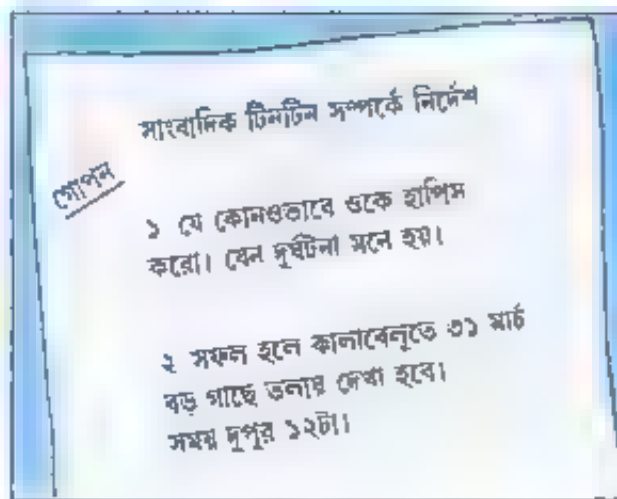 সাংবাদিক টিনটিন সম্পর্কে নির্দেশ
গোপন
১ যে কোনওভাবে ওকে হাপিস
করো। যেন দুর্ঘটনা মনে হয়।
২ সফল হলে কালাবেলুতে ৩১ মার্চ
বড় গাছে তলায় দেখা হবে।
সময় দুপুর ১২টা।